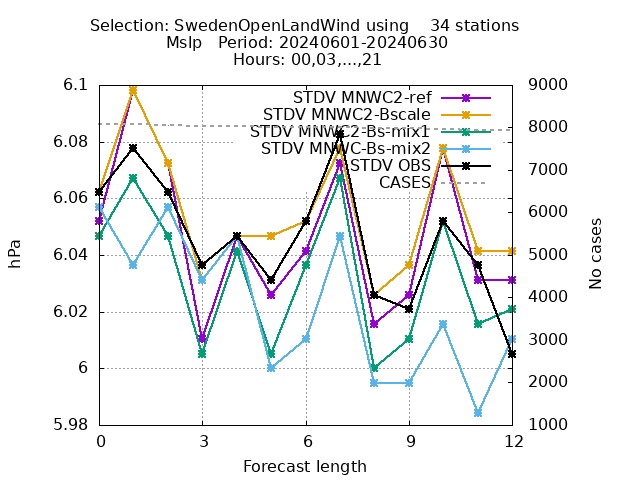 Selection: SwedenOpenLandWind using 34 stations
Mslp Period: 20240601-20240630
Hours: 00,03,...,21
6.1
6.08
6.06
6.04
6.02
6
5.98
hPa
STDV MNWC2-ref
STDV MNWC2-Bscale
STDV MNWC2-Bs-mix1
STDV MNWC-Bs-mix2
STDV OBS
CASES
9000
8000
7000
6000
5000
4000
3000
2000
1000
No cases
0 3 6 9 12
Forecast length